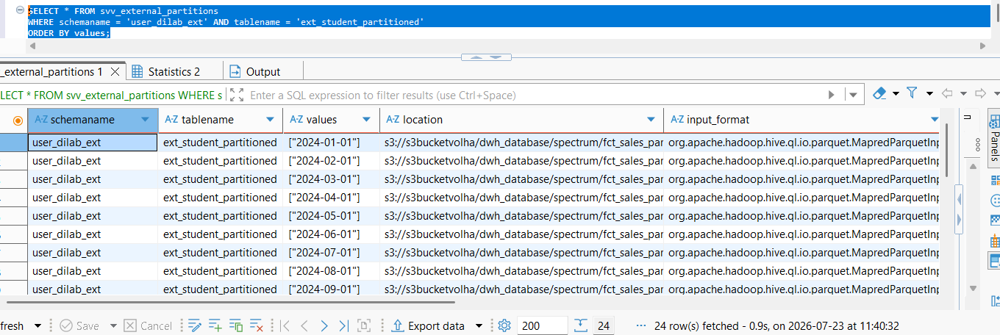 SELECT * FROM svv_external_partitions
WHERE schemaname = 'user_dilab_ext' AND tablename = 'ext_student_partitioned'
ORDER BY values;
_external_partitions 1 Statistics 2 Output
LECT * FROM svv_external_partitions WHERE s Enter a SQL expression to filter results (use Ctrl+Space)
A-Z schemaname A-Z tablename A-Z values A-Z location A-Z input_format
user_dilab_ext ext_student_partitioned ["2024-01-01"] s3://s3bucketvolha/dwh_database/spectrum/fct_sales_par org.apache.hadoop.hive.ql.io.parquet.MapredParquetInp
user_dilab_ext ext_student_partitioned ["2024-02-01"] s3://s3bucketvolha/dwh_database/spectrum/fct_sales_par org.apache.hadoop.hive.ql.io.parquet.MapredParquetInp
user_dilab_ext ext_student_partitioned ["2024-03-01"] s3://s3bucketvolha/dwh_database/spectrum/fct_sales_par org.apache.hadoop.hive.ql.io.parquet.MapredParquetInp
user_dilab_ext ext_student_partitioned ["2024-04-01"] s3://s3bucketvolha/dwh_database/spectrum/fct_sales_par org.apache.hadoop.hive.ql.io.parquet.MapredParquetInp
user_dilab_ext ext_student_partitioned ["2024-05-01"] s3://s3bucketvolha/dwh_database/spectrum/fct_sales_par org.apache.hadoop.hive.ql.io.parquet.MapredParquetInp
user_dilab_ext ext_student_partitioned ["2024-06-01"] s3://s3bucketvolha/dwh_database/spectrum/fct_sales_par org.apache.hadoop.hive.ql.io.parquet.MapredParquetInp
user_dilab_ext ext_student_partitioned ["2024-07-01"] s3://s3bucketvolha/dwh_database/spectrum/fct_sales_par org.apache.hadoop.hive.ql.io.parquet.MapredParquetInp
user_dilab_ext ext_student_partitioned ["2024-08-01"] s3://s3bucketvolha/dwh_database/spectrum/fct_sales_par org.apache.hadoop.hive.ql.io.parquet.MapredParquetInp
user_dilab_ext ext_student_partitioned ["2024-09-01"] s3://s3bucketvolha/dwh_database/spectrum/fct_sales_par org.apache.hadoop.hive.ql.io.parquet.MapredParquetInp
Panels
fresh Save Cancel Export data 200 24 ... 24 row(s) fetched - 0.9s, on 2026-07-23 at 11:40:32